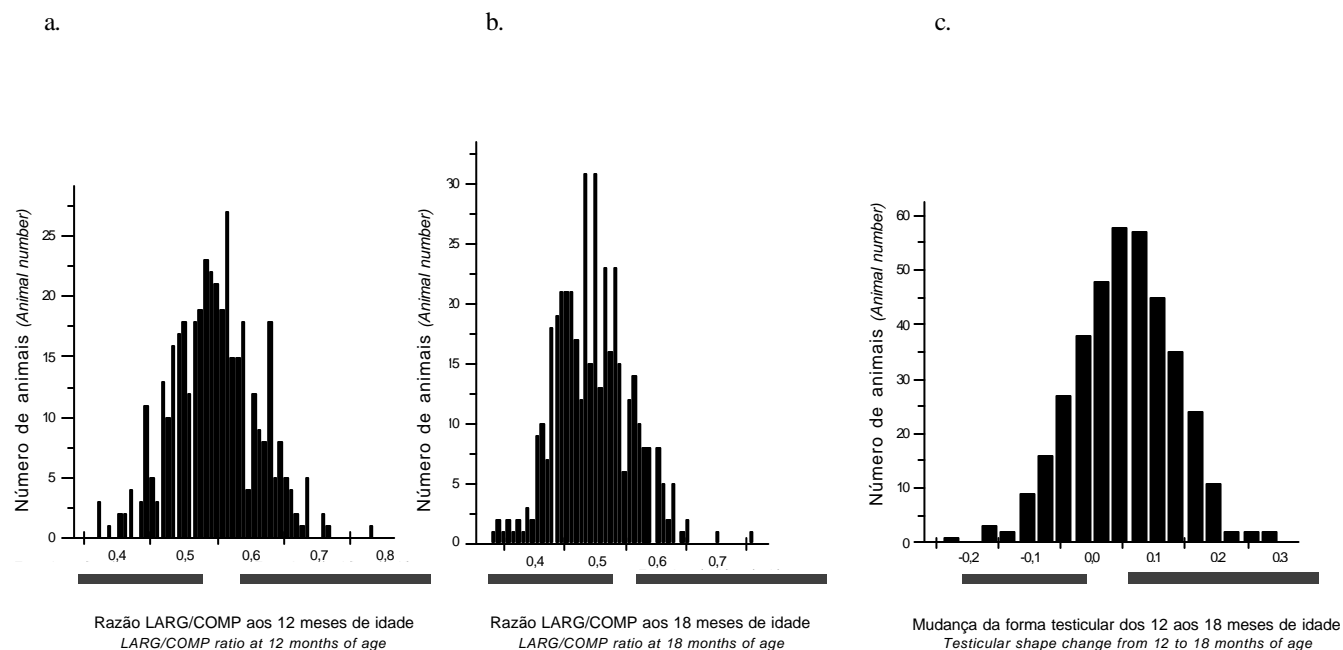 a.
b.
c.
Número de animais (Animal number)
25
20
15
10
5
0
0,4 0,5 0,6 0,7 0,8
Razão LARG/COMP aos 12 meses de idade
LARG/COMP ratio at 12 months of age
Número de animais (Animal number)
30
25
20
15
10
5
0
0,4 0,5 0,6 0,7
Razão LARG/COMP aos 18 meses de idade
LARG/COMP ratio at 18 months of age
Número de animais (Animal number)
60
50
40
30
20
10
0
-0,2 -0,1 0,0 0.1 0.2 0.3
Mudança da forma testicular dos 12 aos 18 meses de idade
Testicular shape change from 12 to 18 months of age